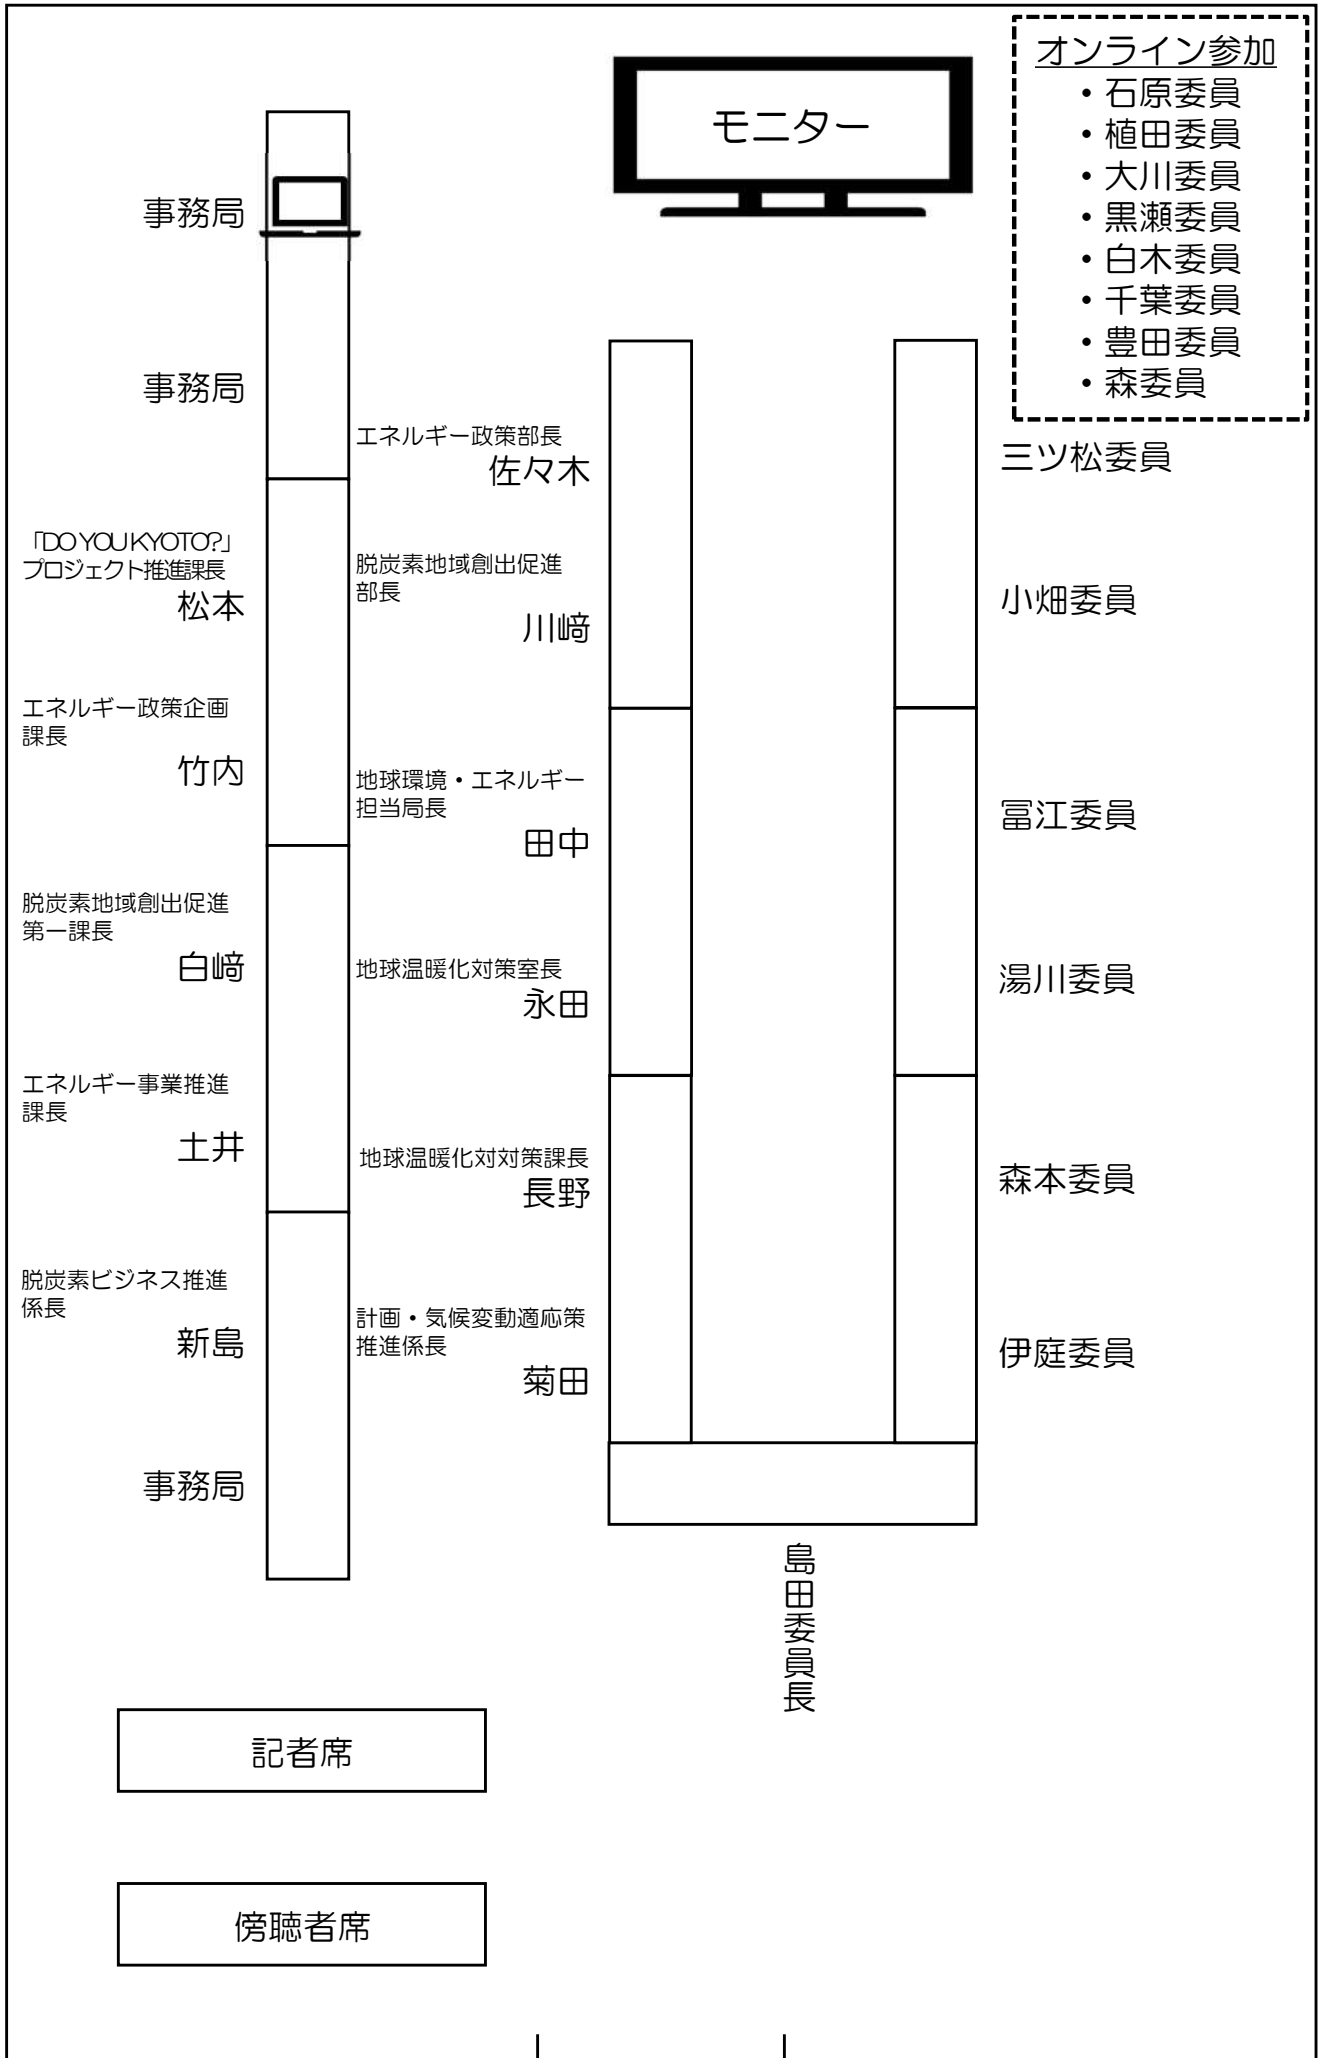 オンライン参加
・石原委員
・植田委員
・大川委員
・黒瀬委員
・白木委員
・千葉委員
・豊田委員
・森委員
モニター
事務局
事務局
「DO YOU KYOTO?」
プロジェクト推進課長
松本
エネルギー政策企画
課長
竹内
脱炭素地域創出促進
第一課長
白﨑
エネルギー事業推進
課長
土井
脱炭素ビジネス推進
係長
新島
事務局
エネルギー政策部長
佐々木
脱炭素地域創出促進
部長
川﨑
地球環境・エネルギー
担当局長
田中
地球温暖化対策室長
永田
地球温暖化対対策課長
長野
計画・気候変動適応策
推進係長
菊田
三ツ松委員
小畑委員
冨江委員
湯川委員
森本委員
伊庭委員
島田委員長
記者席
傍聴者席